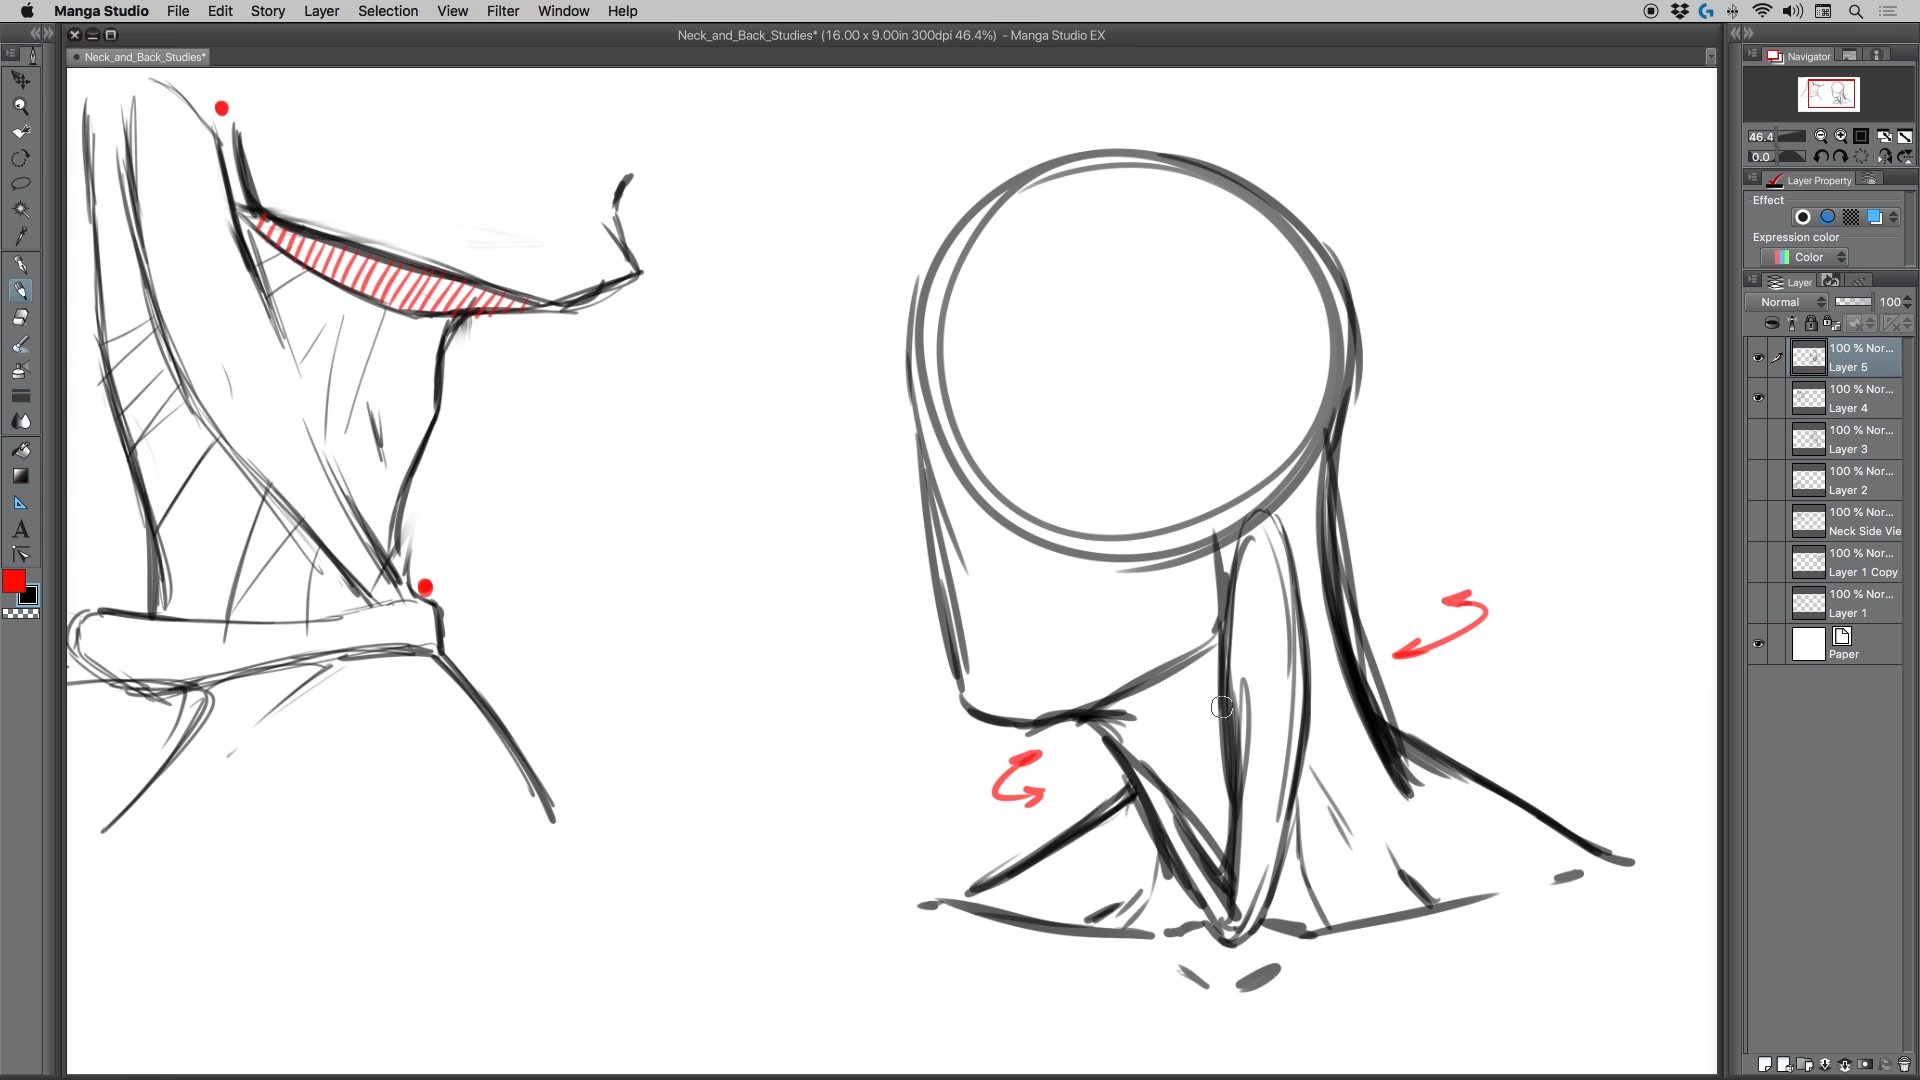 Manga Studio File Edit Story Layer Selection View Filter Window Help
Neck_and_Back_Studies* (16.00 x 9.00in 300dpi 46.4%) - Manga Studio EX
Neck_and_Back_Studies*
Navigator
46.4
0.0
Layer Property
Effect
Expression color
Color
Layer
Normal 100
100 % Nor...
Layer 5
100 % Nor...
Layer 4
100 % Nor...
Layer 3
100 % Nor...
Layer 2
100 % Nor...
Neck Side Vie
100 % Nor...
Layer 1 Copy
100 % Nor...
Layer 1
Paper